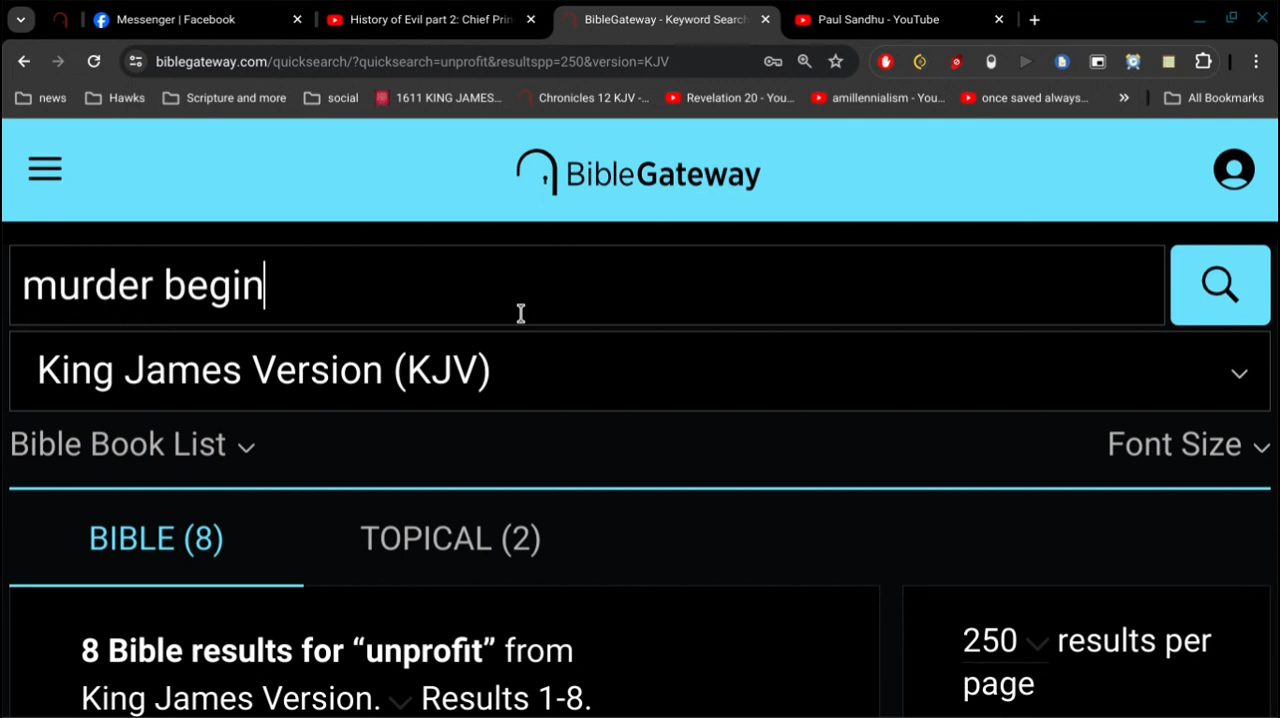 Messenger | Facebook
History of Evil part 2: Chief Prin
BibleGateway - Keyword Search
Paul Sandhu - YouTube
biblegateway.com/quicksearch/?quicksearch=unprofit&resultspp=250&version=KJV
news
Hawks
Scripture and more
social
1611 KING JAMES...
Chronicles 12 KJV -...
Revelation 20 - You...
amillennialism - You...
once saved always...
All Bookmarks
BibleGateway
murder begin
King James Version (KJV)
Bible Book List
Font Size
BIBLE (8)
TOPICAL (2)
8 Bible results for “unprofit” from
King James Version. Results 1-8.
250 results per
page